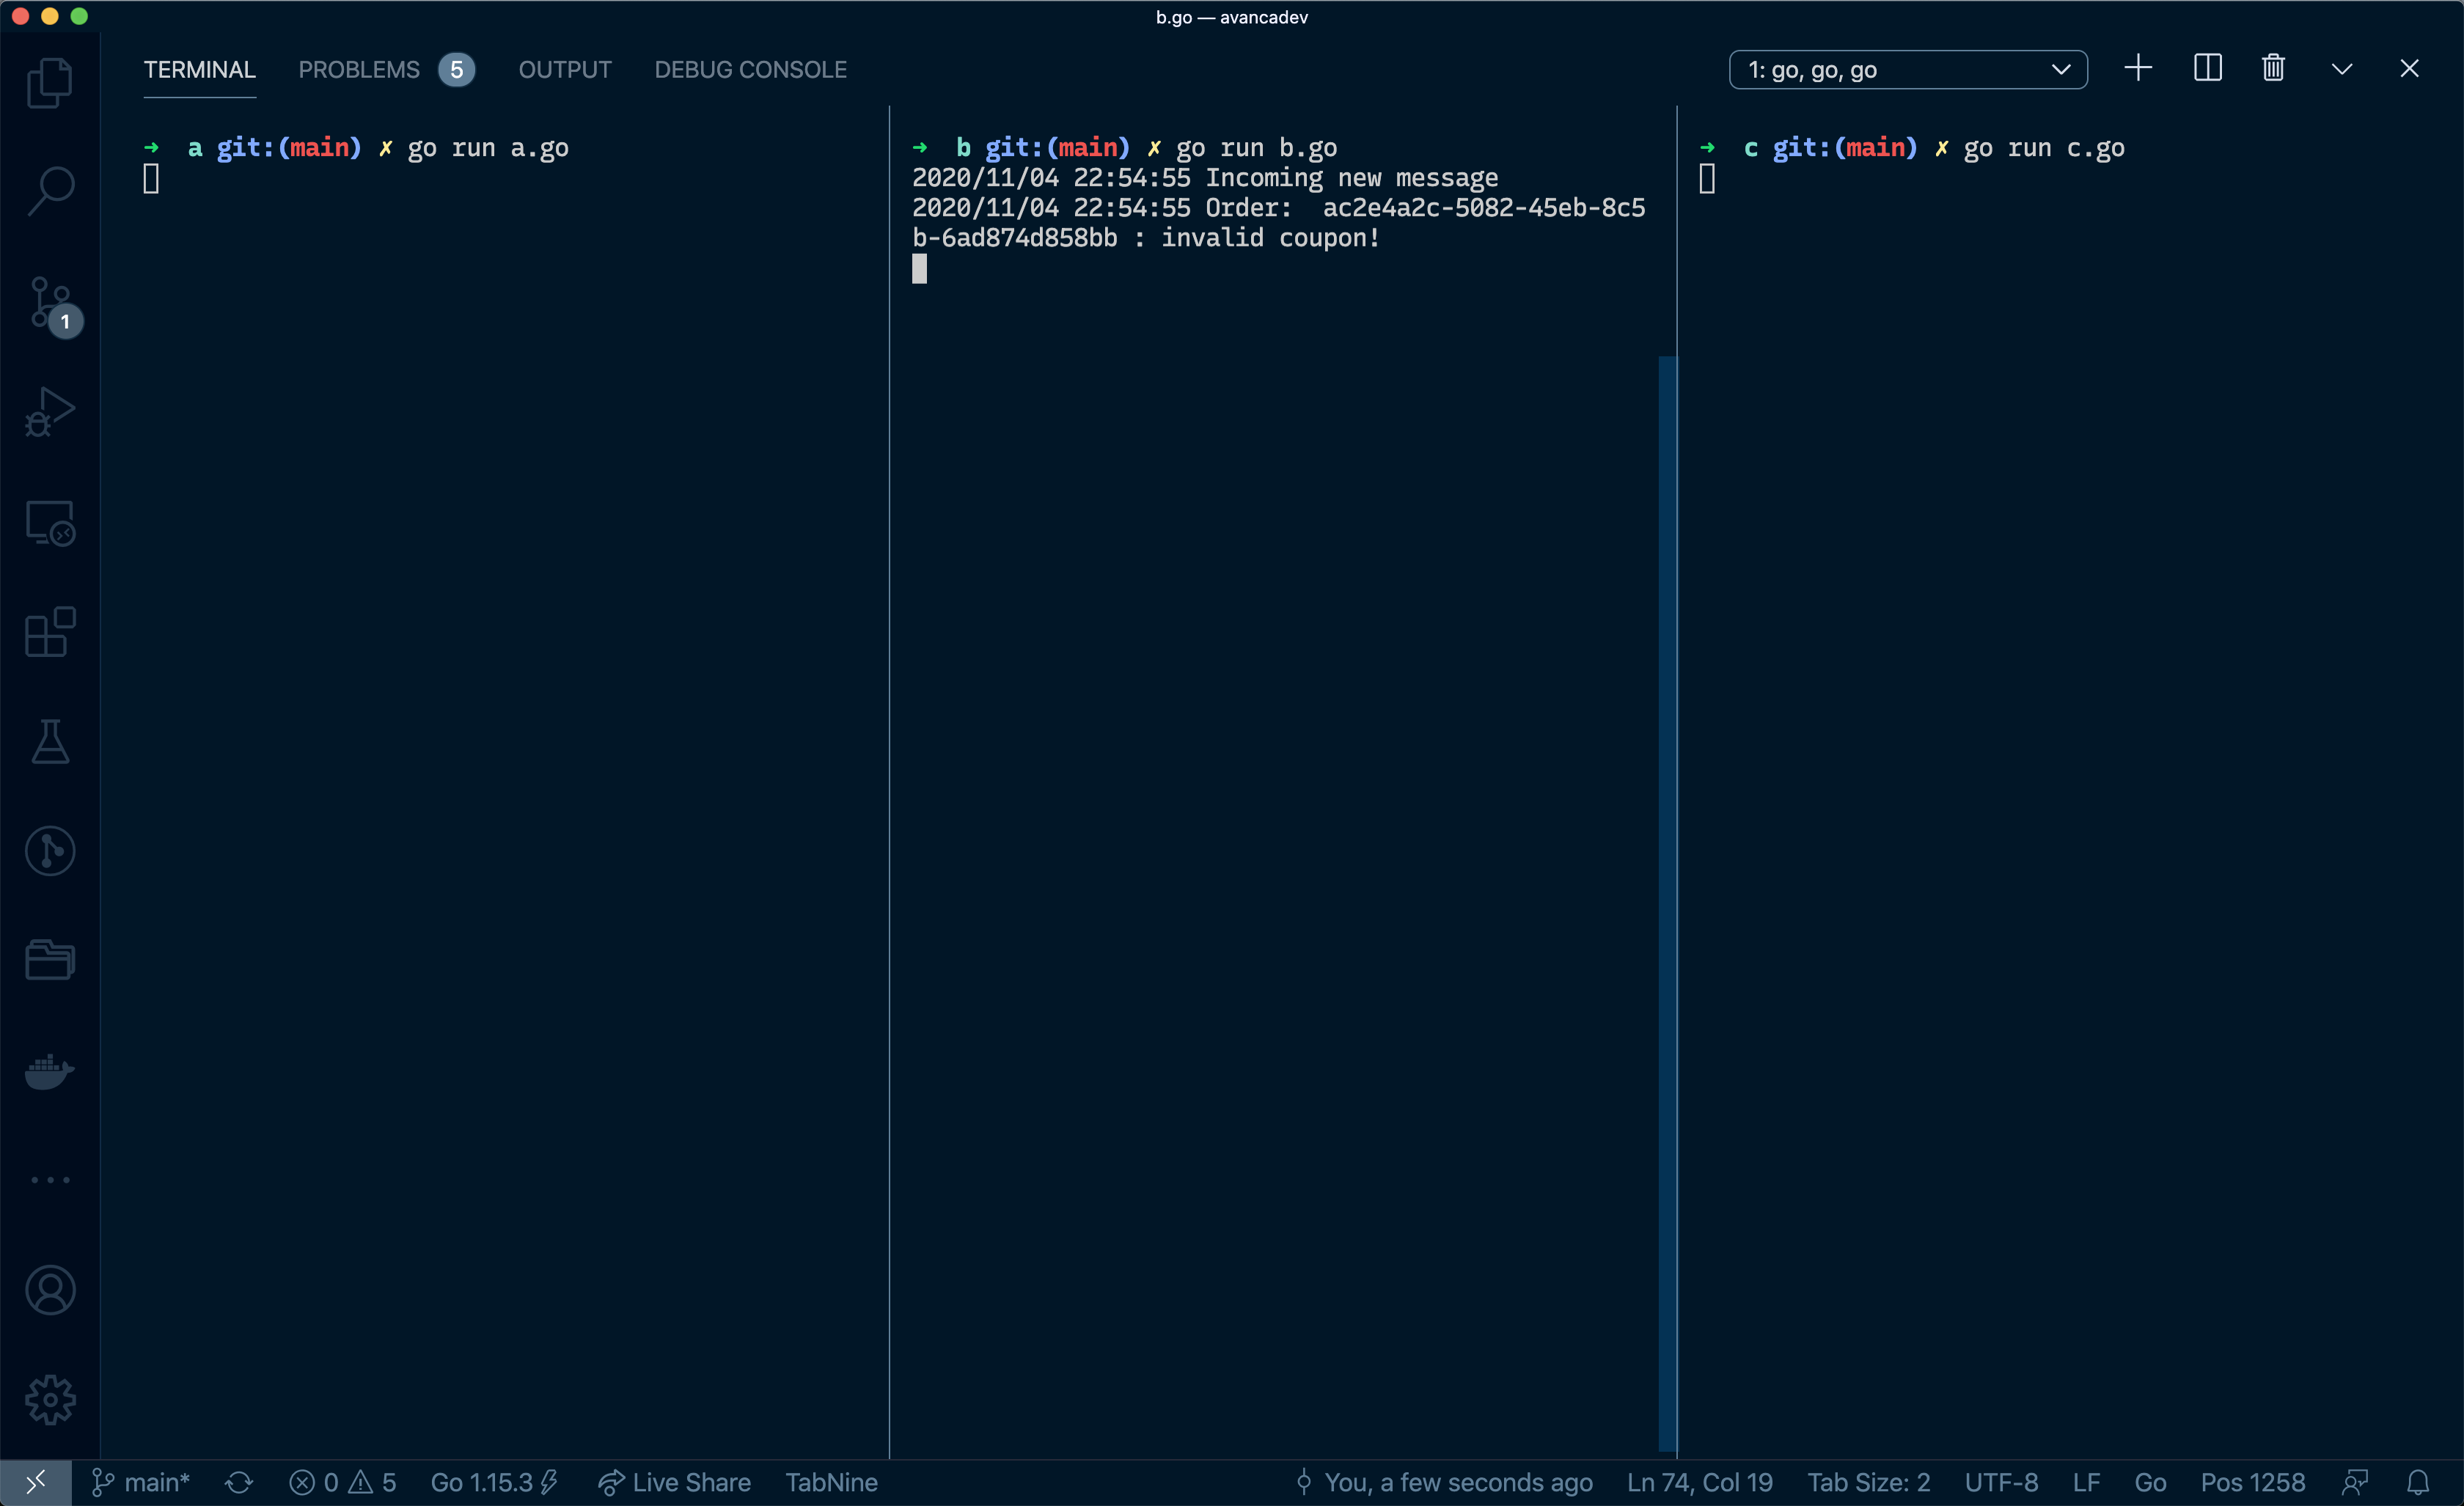 b.go — avancadev
TERMINAL PROBLEMS 5 OUTPUT DEBUG CONSOLE 1: go, go, go
➜ a git:(main) ✗ go run a.go
➜ b git:(main) ✗ go run b.go
2020/11/04 22:54:55 Incoming new message
2020/11/04 22:54:55 Order:  ac2e4a2c-5082-45eb-8c5
b-6ad874d858bb : invalid coupon!
➜ c git:(main) ✗ go run c.go
1
main* 0 5 Go 1.15.3 Live Share TabNine You, a few seconds ago Ln 74, Col 19 Tab Size: 2 UTF-8 LF Go Pos 1258